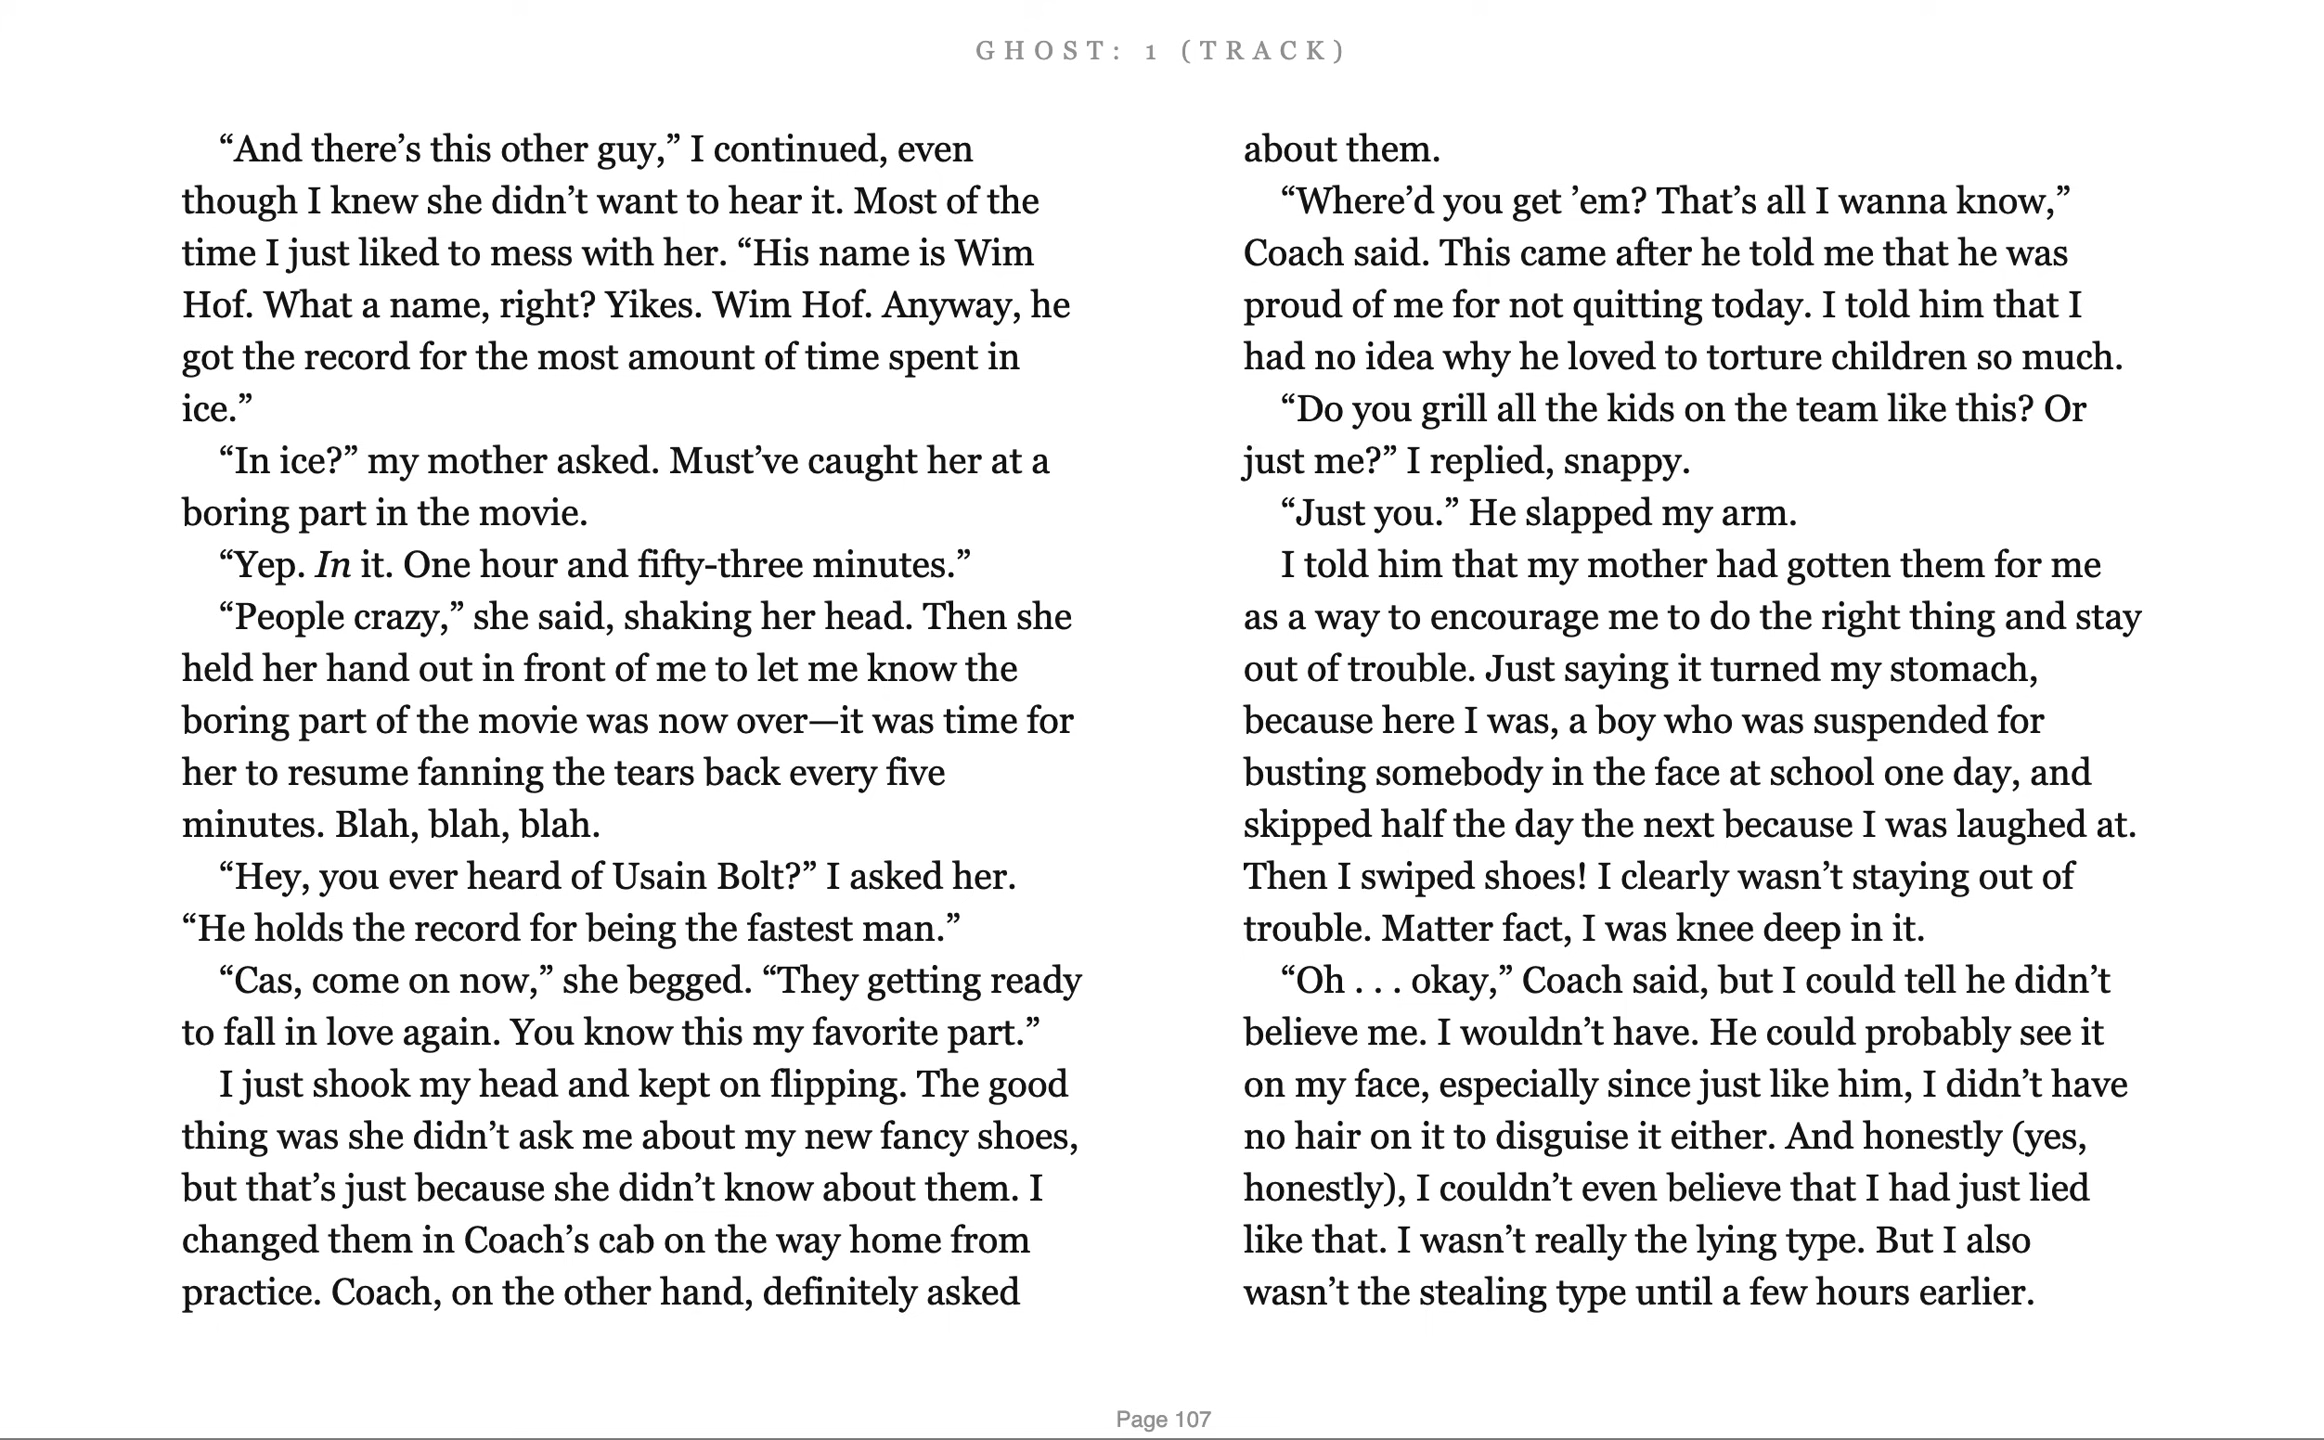 GHOST: 1 (TRACK)
“And there’s this other guy,” I continued, even
though I knew she didn’t want to hear it. Most of the
time I just liked to mess with her. “His name is Wim
Hof. What a name, right? Yikes. Wim Hof. Anyway, he
got the record for the most amount of time spent in
ice.”
“In ice?” my mother asked. Must’ve caught her at a
boring part in the movie.
“Yep. In it. One hour and fifty-three minutes.”
“People crazy,” she said, shaking her head. Then she
held her hand out in front of me to let me know the
boring part of the movie was now over—it was time for
her to resume fanning the tears back every five
minutes. Blah, blah, blah.
“Hey, you ever heard of Usain Bolt?” I asked her.
“He holds the record for being the fastest man.”
“Cas, come on now,” she begged. “They getting ready
to fall in love again. You know this my favorite part.”
I just shook my head and kept on flipping. The good
thing was she didn’t ask me about my new fancy shoes,
but that’s just because she didn’t know about them. I
changed them in Coach’s cab on the way home from
practice. Coach, on the other hand, definitely asked
about them.
“Where’d you get ’em? That’s all I wanna know,”
Coach said. This came after he told me that he was
proud of me for not quitting today. I told him that I
had no idea why he loved to torture children so much.
“Do you grill all the kids on the team like this? Or
just me?” I replied, snappy.
“Just you.” He slapped my arm.
I told him that my mother had gotten them for me
as a way to encourage me to do the right thing and stay
out of trouble. Just saying it turned my stomach,
because here I was, a boy who was suspended for
busting somebody in the face at school one day, and
skipped half the day the next because I was laughed at.
Then I swiped shoes! I clearly wasn’t staying out of
trouble. Matter fact, I was knee deep in it.
“Oh . . . okay,” Coach said, but I could tell he didn’t
believe me. I wouldn’t have. He could probably see it
on my face, especially since just like him, I didn’t have
no hair on it to disguise it either. And honestly (yes,
honestly), I couldn’t even believe that I had just lied
like that. I wasn’t really the lying type. But I also
wasn’t the stealing type until a few hours earlier.
Page 107